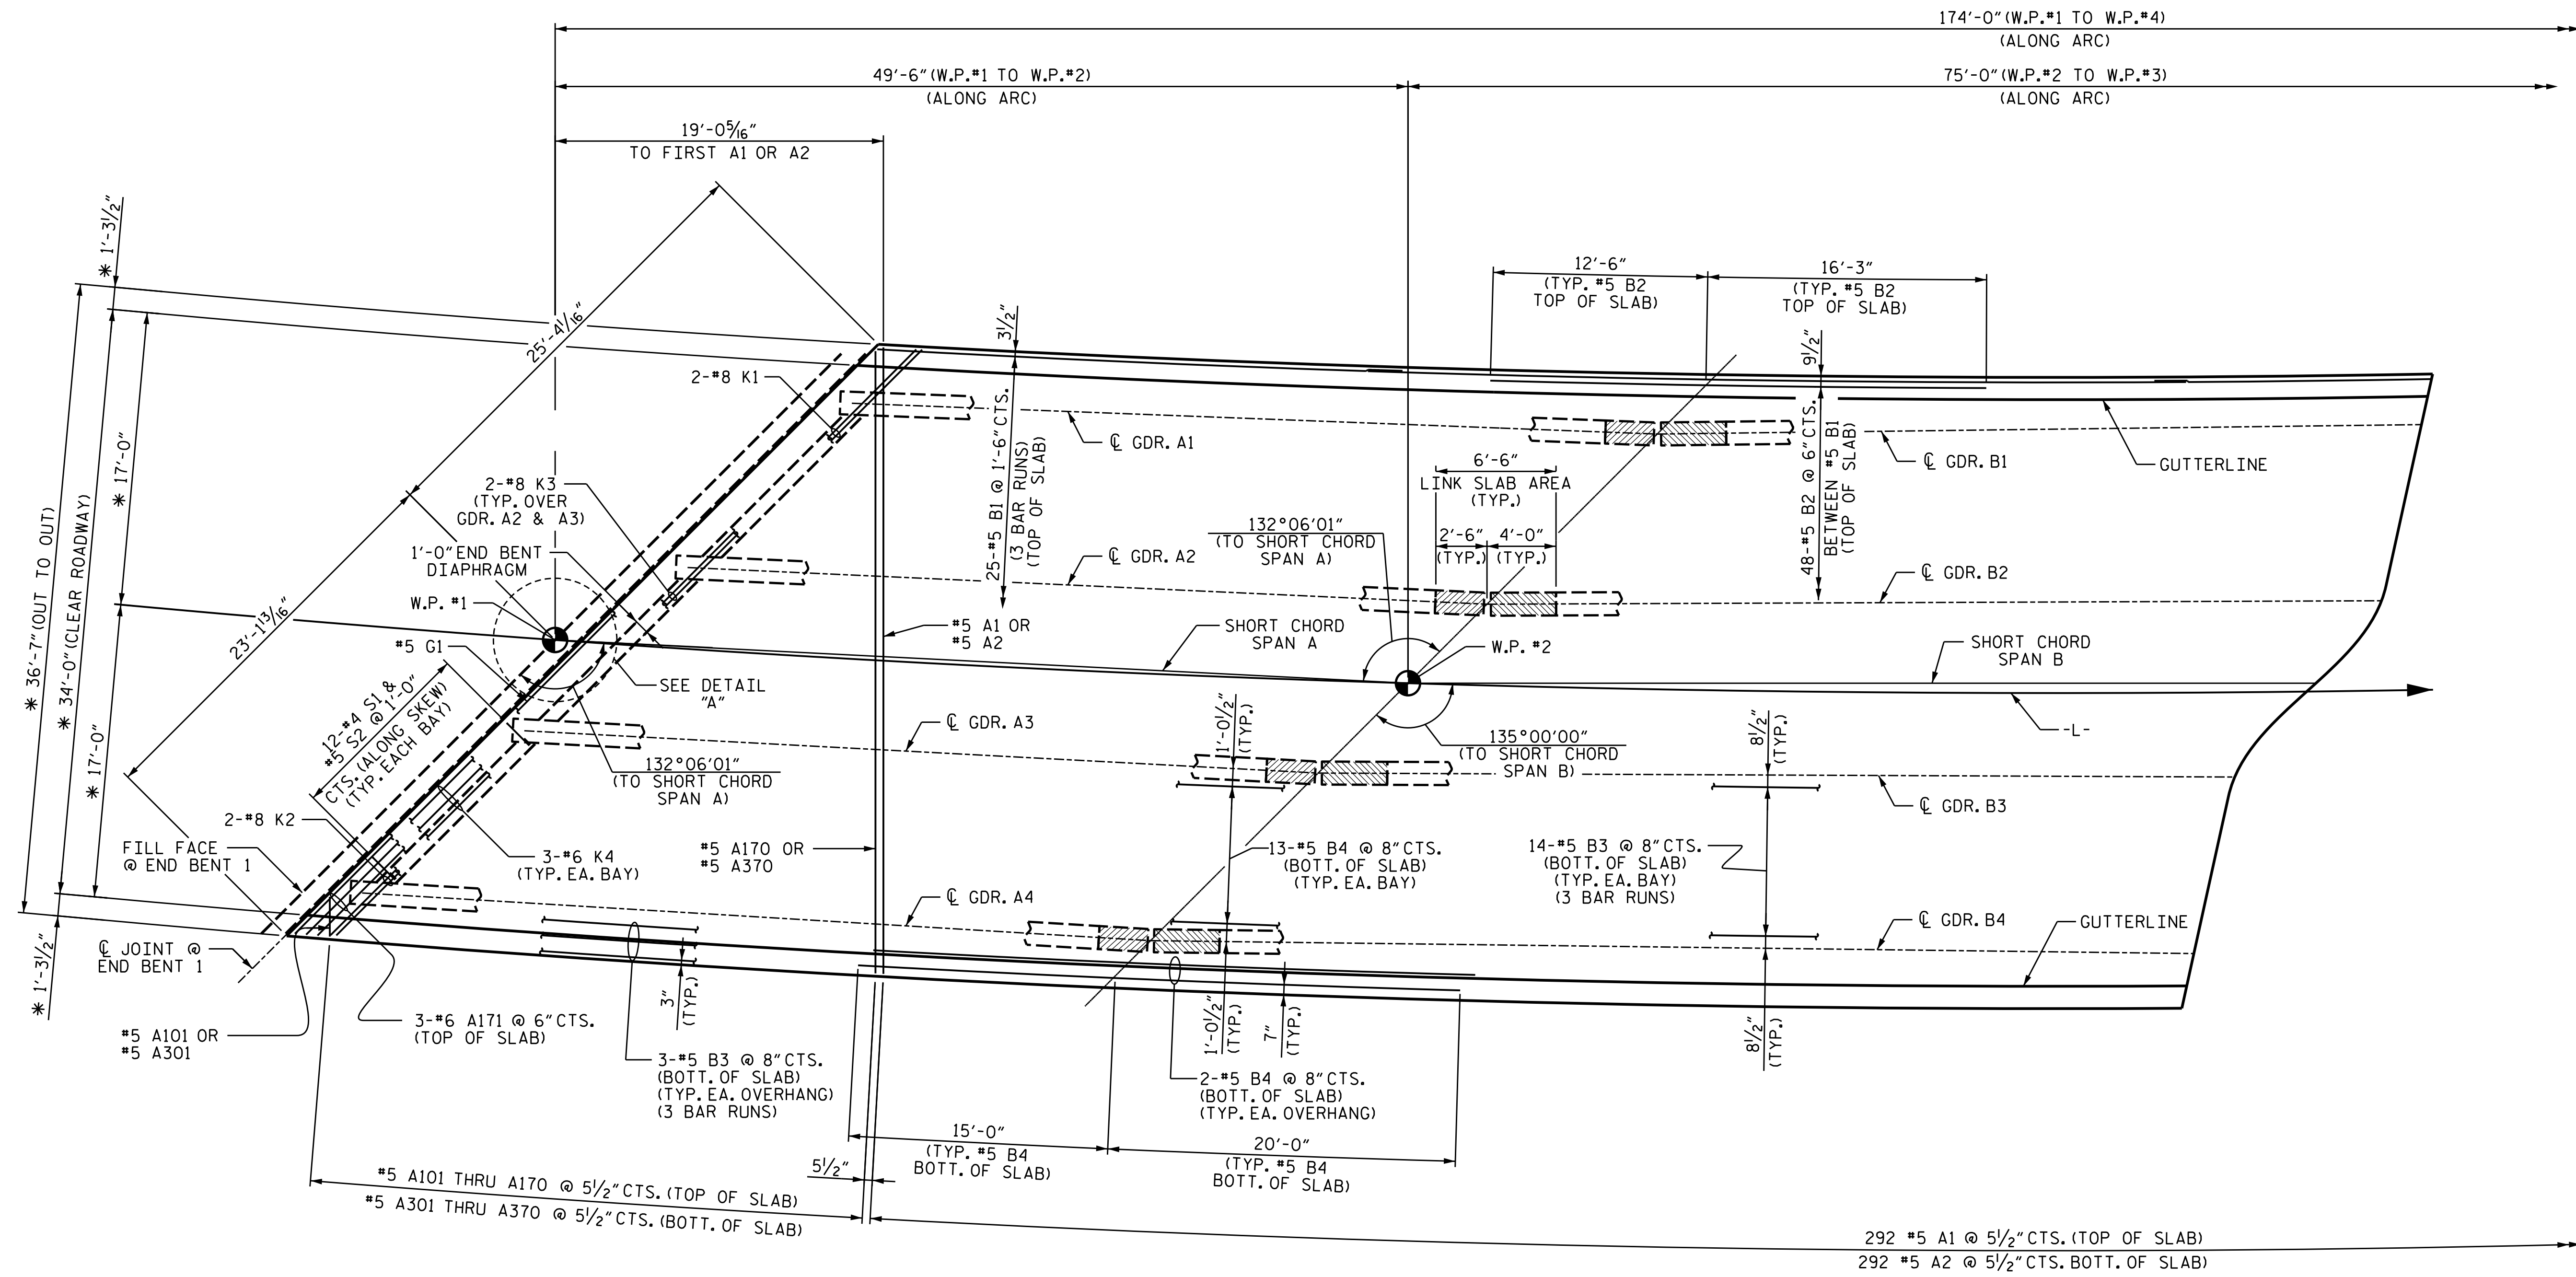 174'-0" (W.P.#1 TO W.P.#4)
(ALONG ARC)
49'-6" (W.P.#1 TO W.P.#2)
(ALONG ARC)
75'-0" (W.P.#2 TO W.P.#3)
(ALONG ARC)
19'-0 5/16"
TO FIRST A1 OR A2
✳ 1'-3 1/2"
25'-4 1/16"
12'-6"
(TYP. #5 B2
TOP OF SLAB)
16'-3"
(TYP. #5 B2
TOP OF SLAB)
3 1/2"
9 1/2"
2-#8 K1
25-#5 B1 @ 1'-6" CTS.
(3 BAR RUNS)
(TOP OF SLAB)
48-#5 B2 @ 6" CTS.
BETWEEN #5 B1
(TOP OF SLAB)
℄ GDR. A1
℄ GDR. B1
GUTTERLINE
✳ 36'-7" (OUT TO OUT)
✳ 34'-0" (CLEAR ROADWAY)
✳ 17'-0"
2-#8 K3
(TYP. OVER
GDR. A2 & A3)
6'-6"
LINK SLAB AREA
(TYP.)
2'-6"
(TYP.)
4'-0"
(TYP.)
132°06'01"
(TO SHORT CHORD
SPAN A)
1'-0" END BENT
DIAPHRAGM
℄ GDR. A2
℄ GDR. B2
W.P. #1
23'-1 13/16"
#5 G1
#5 A1 OR
#5 A2
SHORT CHORD
SPAN A
W.P. #2
SHORT CHORD
SPAN B
SEE DETAIL
"A"
12-#4 S1 &
#5 S2 @ 1'-0"
CTS. (ALONG SKEW)
(TYP. EACH BAY)
✳ 17'-0"
℄ GDR. A3
1'-0 1/2"
(TYP.)
135°00'00"
(TO SHORT CHORD
SPAN B)
8 1/2"
(TYP.)
-L-
132°06'01"
(TO SHORT CHORD
SPAN A)
℄ GDR. B3
2-#8 K2
FILL FACE
@ END BENT 1
3-#6 K4
(TYP. EA. BAY)
#5 A170 OR
#5 A370
13-#5 B4 @ 8" CTS.
(BOTT. OF SLAB)
(TYP. EA. BAY)
14-#5 B3 @ 8" CTS.
(BOTT. OF SLAB)
(TYP. EA. BAY)
(3 BAR RUNS)
℄ GDR. A4
℄ GDR. B4
GUTTERLINE
℄ JOINT @
END BENT 1
✳ 1'-3 1/2"
3"
(TYP.)
1'-0 1/2"
(TYP.)
7"
(TYP.)
8 1/2"
(TYP.)
#5 A101 OR
#5 A301
3-#6 A171 @ 6" CTS.
(TOP OF SLAB)
3-#5 B3 @ 8" CTS.
(BOTT. OF SLAB)
(TYP. EA. OVERHANG)
(3 BAR RUNS)
2-#5 B4 @ 8" CTS.
(BOTT. OF SLAB)
(TYP. EA. OVERHANG)
15'-0"
(TYP. #5 B4
BOTT. OF SLAB)
20'-0"
(TYP. #5 B4
BOTT. OF SLAB)
5 1/2"
#5 A101 THRU A170 @ 5 1/2" CTS. (TOP OF SLAB)
#5 A301 THRU A370 @ 5 1/2" CTS. (BOTT. OF SLAB)
292 #5 A1 @ 5 1/2" CTS. (TOP OF SLAB)
292 #5 A2 @ 5 1/2" CTS. BOTT. OF SLAB)